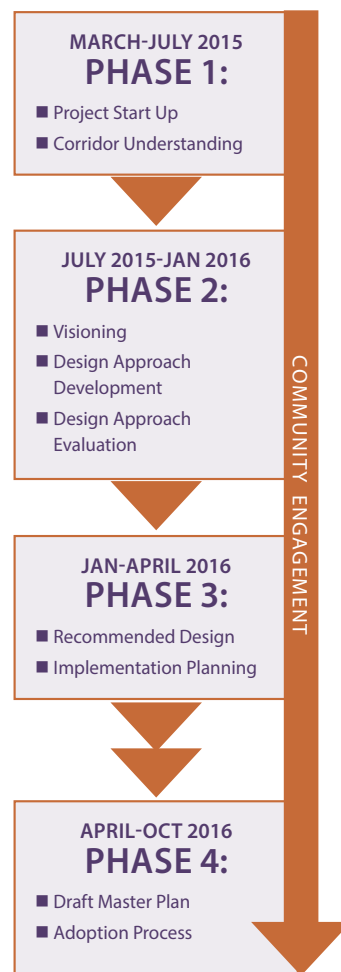 MARCH-JULY 2015
PHASE 1:
■ Project Start Up
■ Corridor Understanding
JULY 2015-JAN 2016
PHASE 2:
■ Visioning
■ Design Approach
Development
■ Design Approach
Evaluation
JAN-APRIL 2016
PHASE 3:
■ Recommended Design
■ Implementation Planning
APRIL-OCT 2016
PHASE 4:
■ Draft Master Plan
■ Adoption Process
COMMUNITY ENGAGEMENT